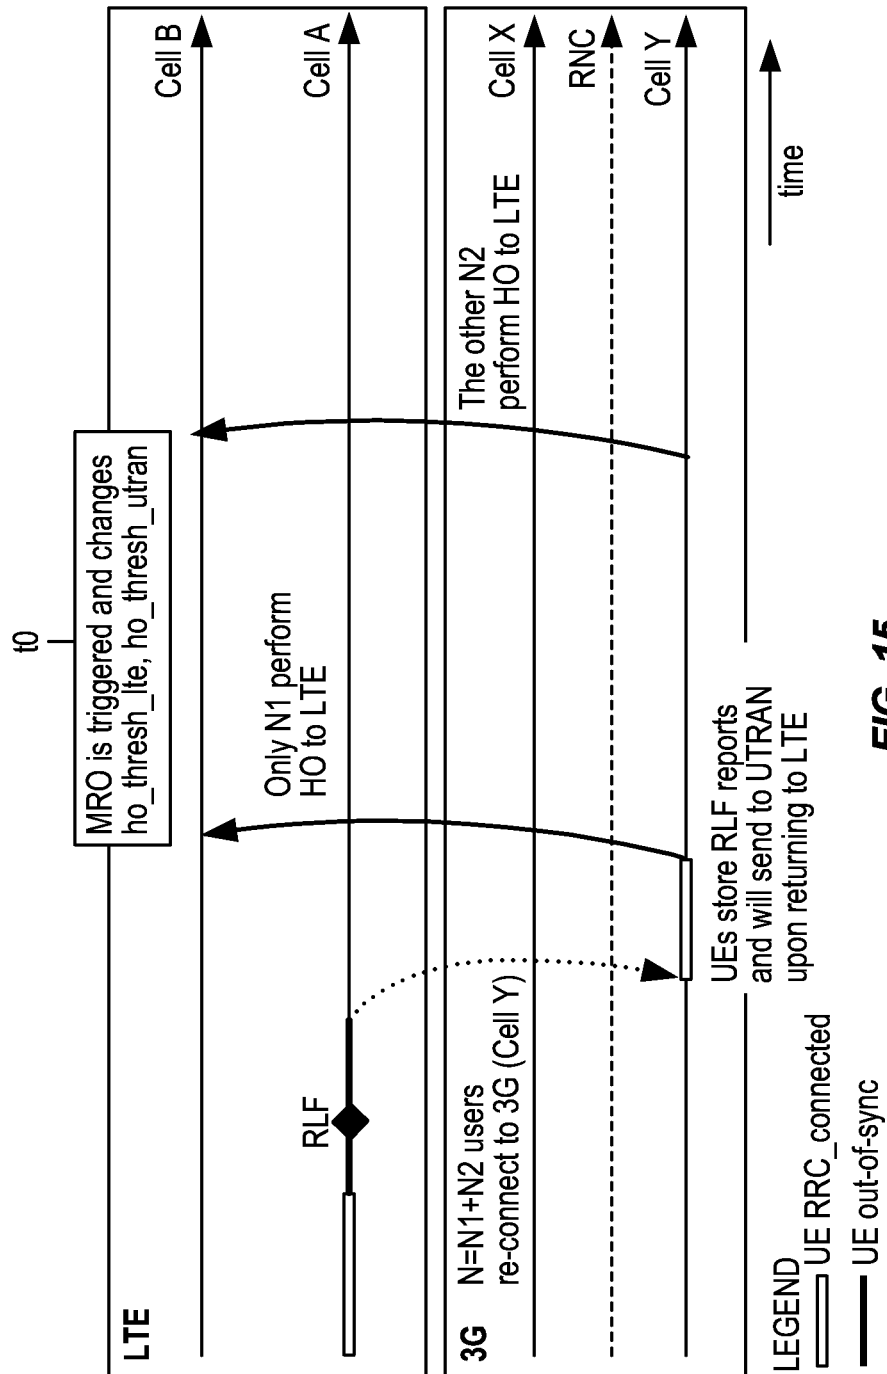 t0
MRO is triggered and changes
ho_thresh_lte, ho_thresh_utran
LTE
Cell B
Only N1 perform
HO to LTE
RLF
Cell A
3G
N=N1+N2 users
re-connect to 3G (Cell Y)
The other N2
perform HO to LTE
Cell X
RNC
Cell Y
UEs store RLF reports
and will send to UTRAN
upon returning to LTE
time
LEGEND
UE RRC_connected
UE out-of-sync
FIG. 15